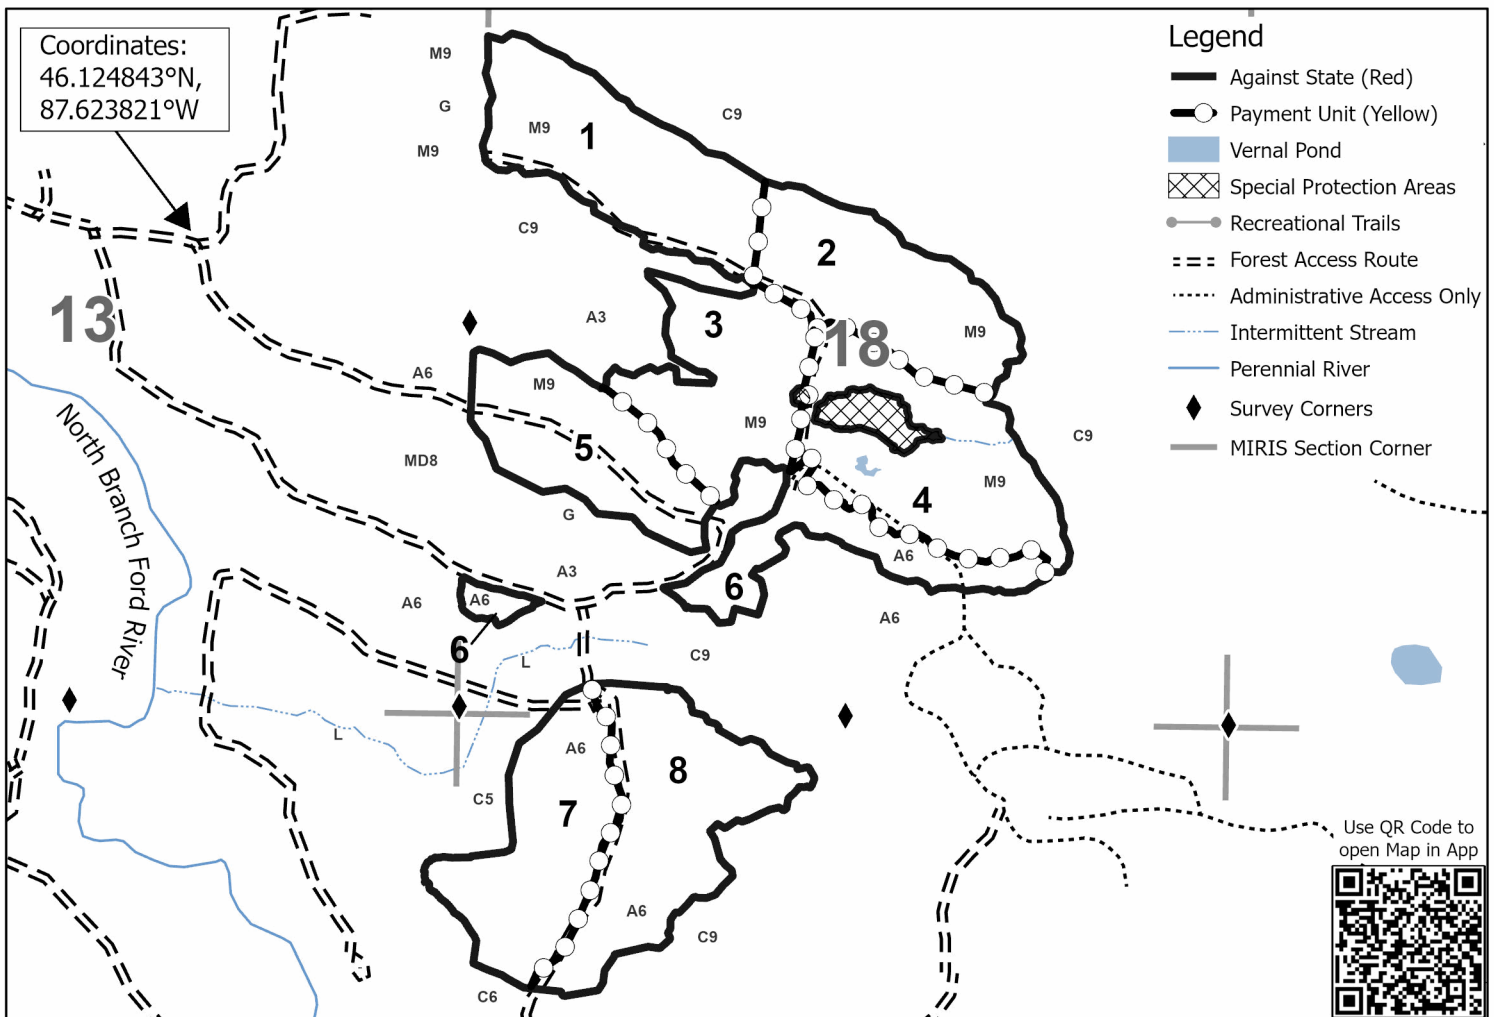 Coordinates:
46.124843°N,
87.623821°W
M9
G
M9
M9
1
C9
C9
2
13
A3
3
18
M9
A6
M9
M9
C9
5
MD8
M9
4
G
A6
A3
6
A6
A6
A6
6
L
C9
North Branch Ford River
L
A6
8
C5
7
A6
C9
C6
Legend
Against State (Red)
Payment Unit (Yellow)
Vernal Pond
Special Protection Areas
Recreational Trails
Forest Access Route
Administrative Access Only
Intermittent Stream
Perennial River
Survey Corners
MIRIS Section Corner
Use QR Code to
open Map in App